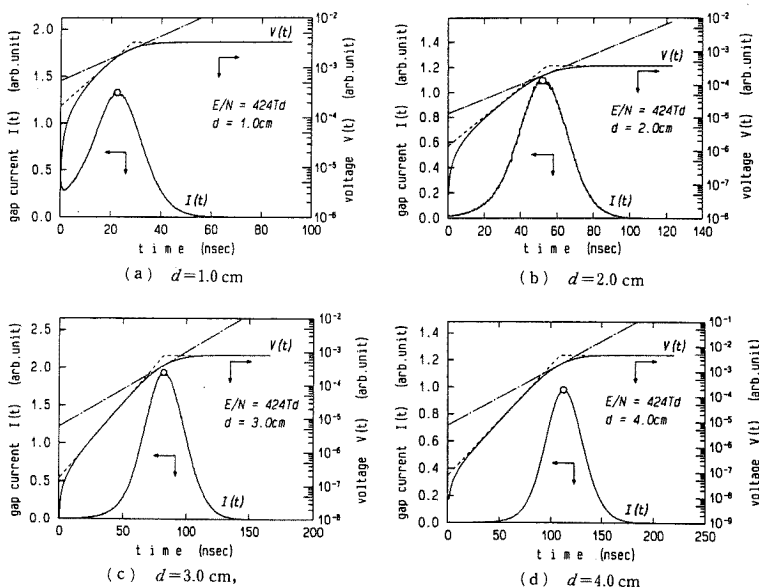 gap current I(t) (arb.unit)
2.0
1.5
1.0
0.5
0.0
V(t)
E/N = 424Td
d = 1.0cm
I(t)
10⁻²
10⁻³
10⁻⁴
10⁻⁵
10⁻⁶
voltage V(t) (arb.unit)
0 20 40 60 80 100
time (nsec)
(a) d=1.0 cm
gap current I(t) (arb.unit)
1.4
1.2
1.0
0.8
0.6
0.4
0.2
0.0
V(t)
E/N = 424Td
d = 2.0cm
I(t)
10⁻²
10⁻³
10⁻⁴
10⁻⁵
10⁻⁶
10⁻⁷
10⁻⁸
voltage V(t) (arb.unit)
0 20 40 60 80 100 120 140
time (nsec)
(b) d=2.0 cm
gap current I(t) (arb.unit)
2.5
2.0
1.5
1.0
0.5
0.0
V(t)
E/N = 424Td
d = 3.0cm
I(t)
10⁻²
10⁻³
10⁻⁴
10⁻⁵
10⁻⁶
10⁻⁷
10⁻⁸
voltage V(t) (arb.unit)
0 50 100 150 200
time (nsec)
(c) d=3.0 cm,
gap current I(t) (arb.unit)
1.4
1.2
1.0
0.8
0.6
0.4
0.2
0.0
V(t)
E/N = 424Td
d = 4.0cm
I(t)
10⁻¹
10⁻²
10⁻³
10⁻⁴
10⁻⁵
10⁻⁶
10⁻⁷
10⁻⁸
10⁻⁹
voltage V(t) (arb.unit)
0 50 100 150 200 250
time (nsec)
(d) d=4.0 cm